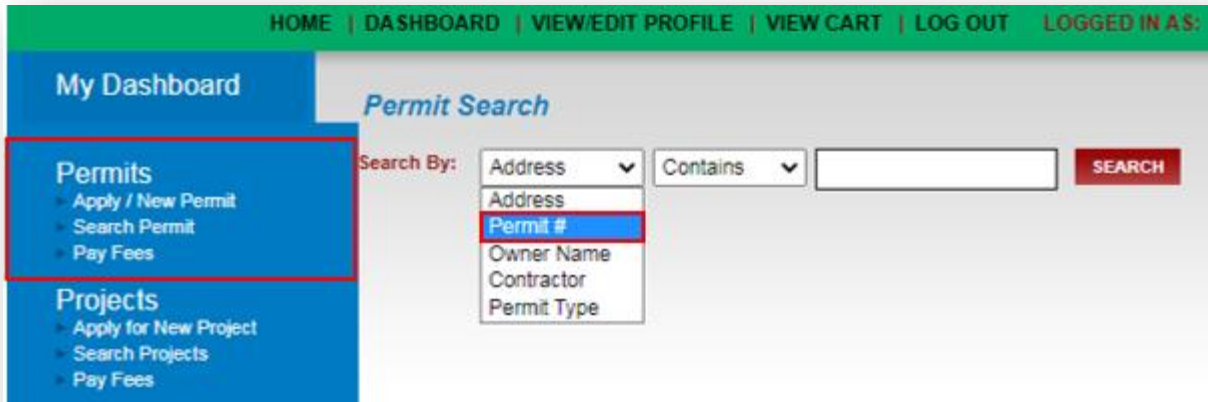 HOME | DASHBOARD | VIEW/EDIT PROFILE | VIEW CART | LOG OUT LOGGED IN AS:
My Dashboard
Permit Search
Search By: Address Contains SEARCH
Address
Permit #
Owner Name
Contractor
Permit Type
Permits
Apply / New Permit
Search Permit
Pay Fees
Projects
Apply for New Project
Search Projects
Pay Fees